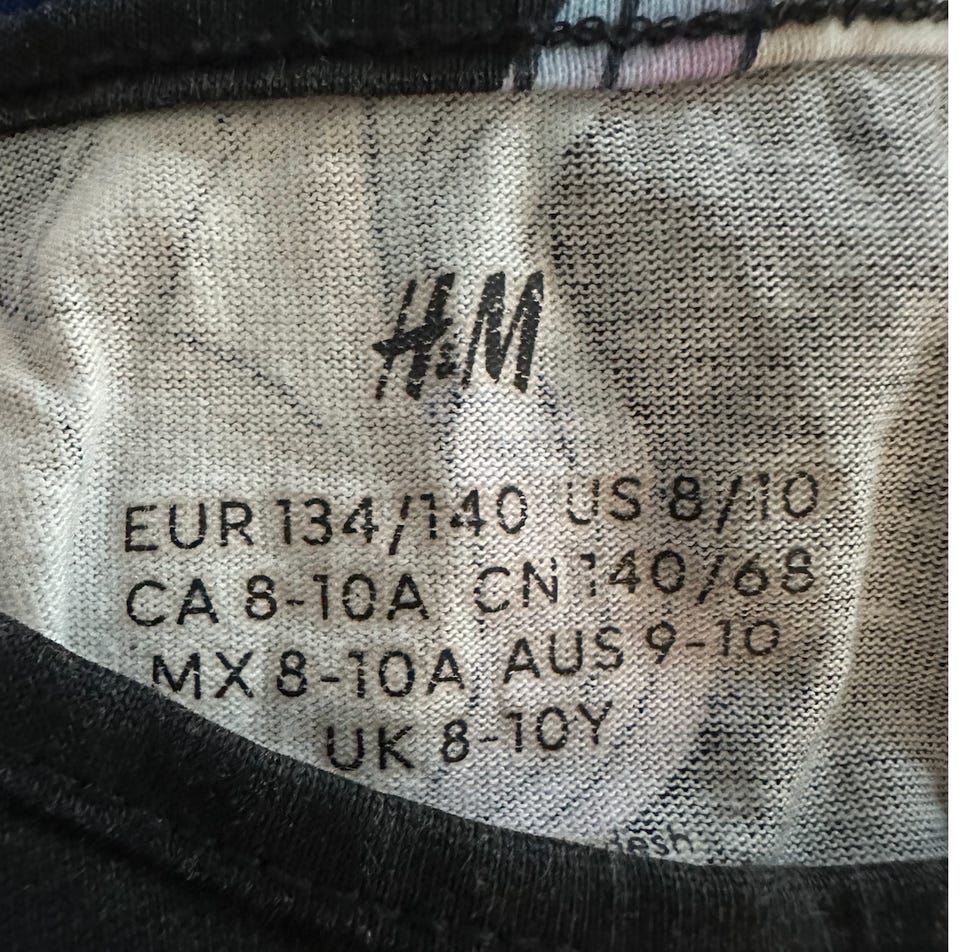 H&M
EUR 134/140 US 8/10
CA 8-10A CN 140/68
MX 8-10A AUS 9-10
UK 8-10Y